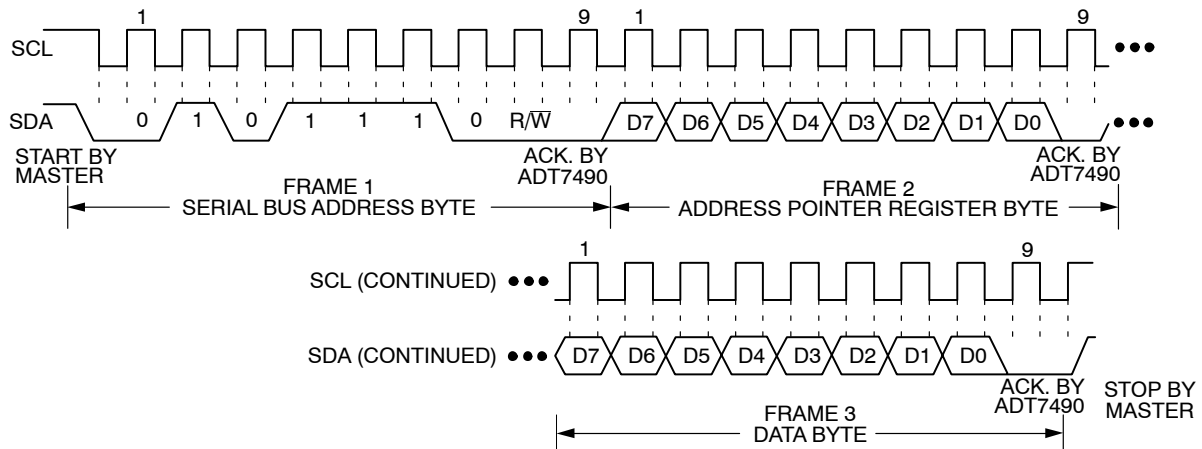 1 9 1 9
SCL
SDA 0 1 0 1 1 1 0 R/W̅ D7 D6 D5 D4 D3 D2 D1 D0
START BY MASTER
ACK. BY ADT7490
ACK. BY ADT7490
FRAME 1
SERIAL BUS ADDRESS BYTE
FRAME 2
ADDRESS POINTER REGISTER BYTE
1 9
SCL (CONTINUED)
SDA (CONTINUED) D7 D6 D5 D4 D3 D2 D1 D0
ACK. BY ADT7490
STOP BY MASTER
FRAME 3
DATA BYTE